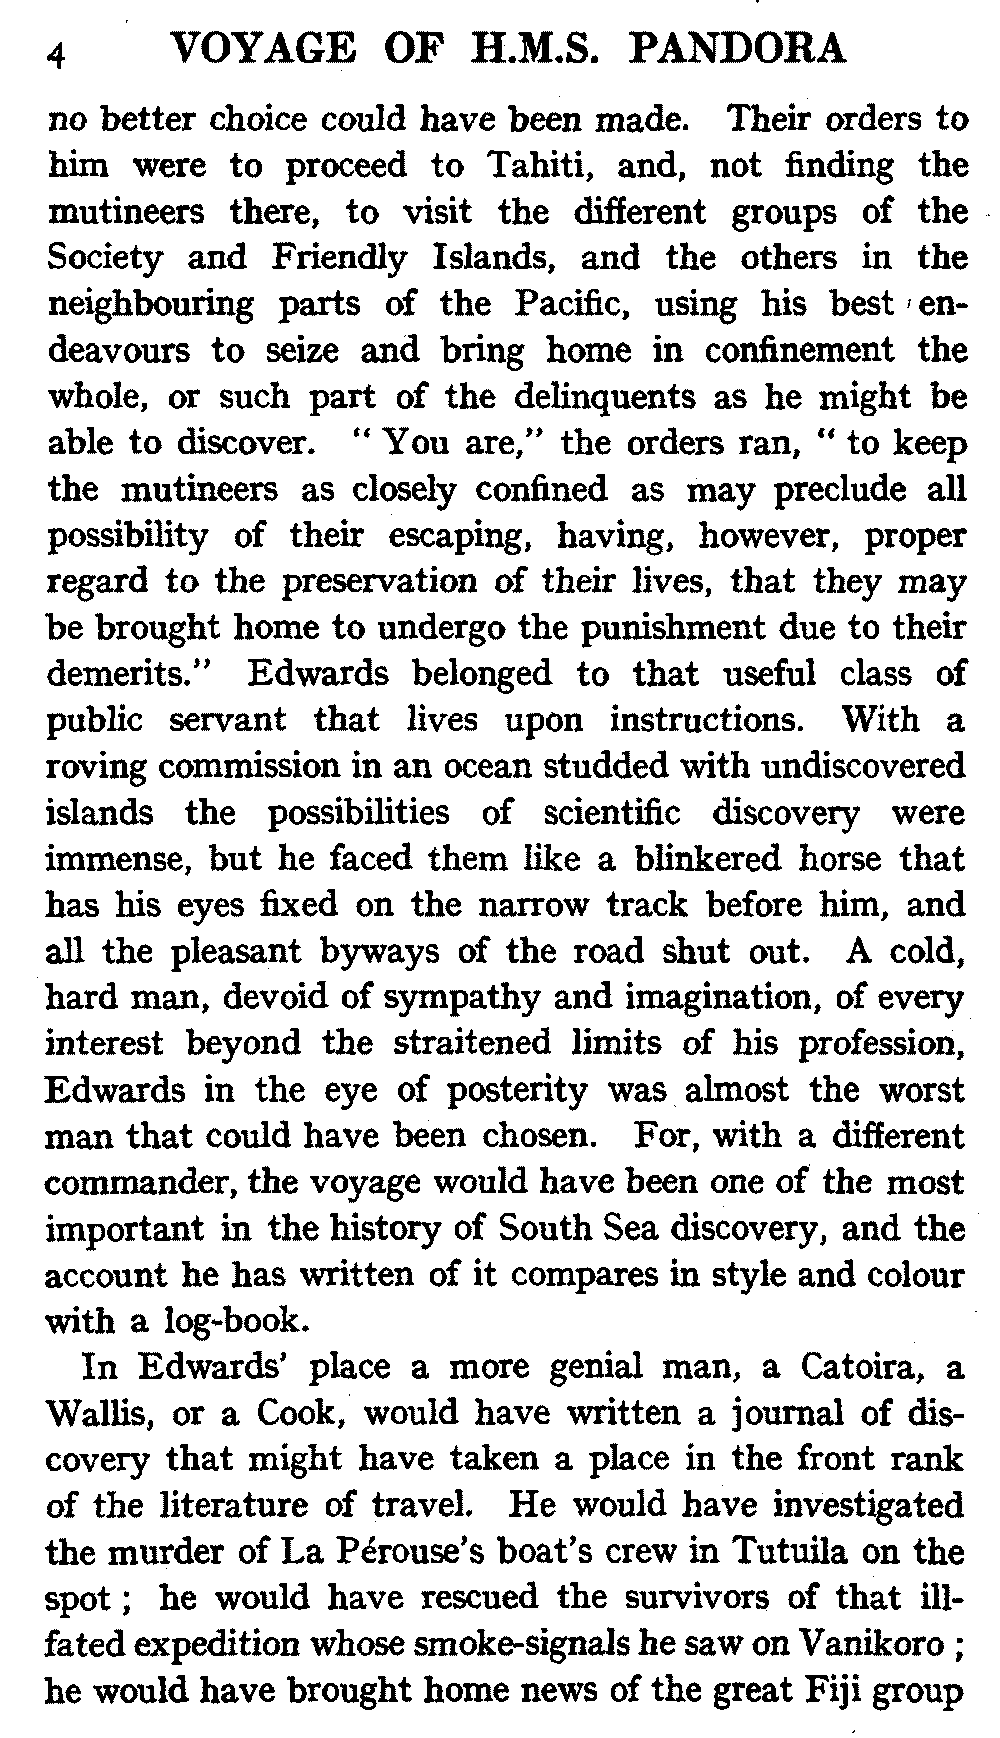 4 VOYAGE OF H.M.S. PANDORA
no better choice could have been made. Their orders to
him were to proceed to Tahiti, and, not finding the
mutineers there, to visit the different groups of the
Society and Friendly Islands, and the others in the
neighbouring parts of the Pacific, using his best en-
deavours to seize and bring home in confinement the
whole, or such part of the delinquents as he might be
able to discover. “ You are,” the orders ran, “ to keep
the mutineers as closely confined as may preclude all
possibility of their escaping, having, however, proper
regard to the preservation of their lives, that they may
be brought home to undergo the punishment due to their
demerits.” Edwards belonged to that useful class of
public servant that lives upon instructions. With a
roving commission in an ocean studded with undiscovered
islands the possibilities of scientific discovery were
immense, but he faced them like a blinkered horse that
has his eyes fixed on the narrow track before him, and
all the pleasant byways of the road shut out. A cold,
hard man, devoid of sympathy and imagination, of every
interest beyond the straitened limits of his profession,
Edwards in the eye of posterity was almost the worst
man that could have been chosen. For, with a different
commander, the voyage would have been one of the most
important in the history of South Sea discovery, and the
account he has written of it compares in style and colour
with a log-book.
In Edwards’ place a more genial man, a Catoira, a
Wallis, or a Cook, would have written a journal of dis-
covery that might have taken a place in the front rank
of the literature of travel. He would have investigated
the murder of La Pérouse’s boat’s crew in Tutuila on the
spot ; he would have rescued the survivors of that ill-
fated expedition whose smoke-signals he saw on Vanikoro ;
he would have brought home news of the great Fiji group